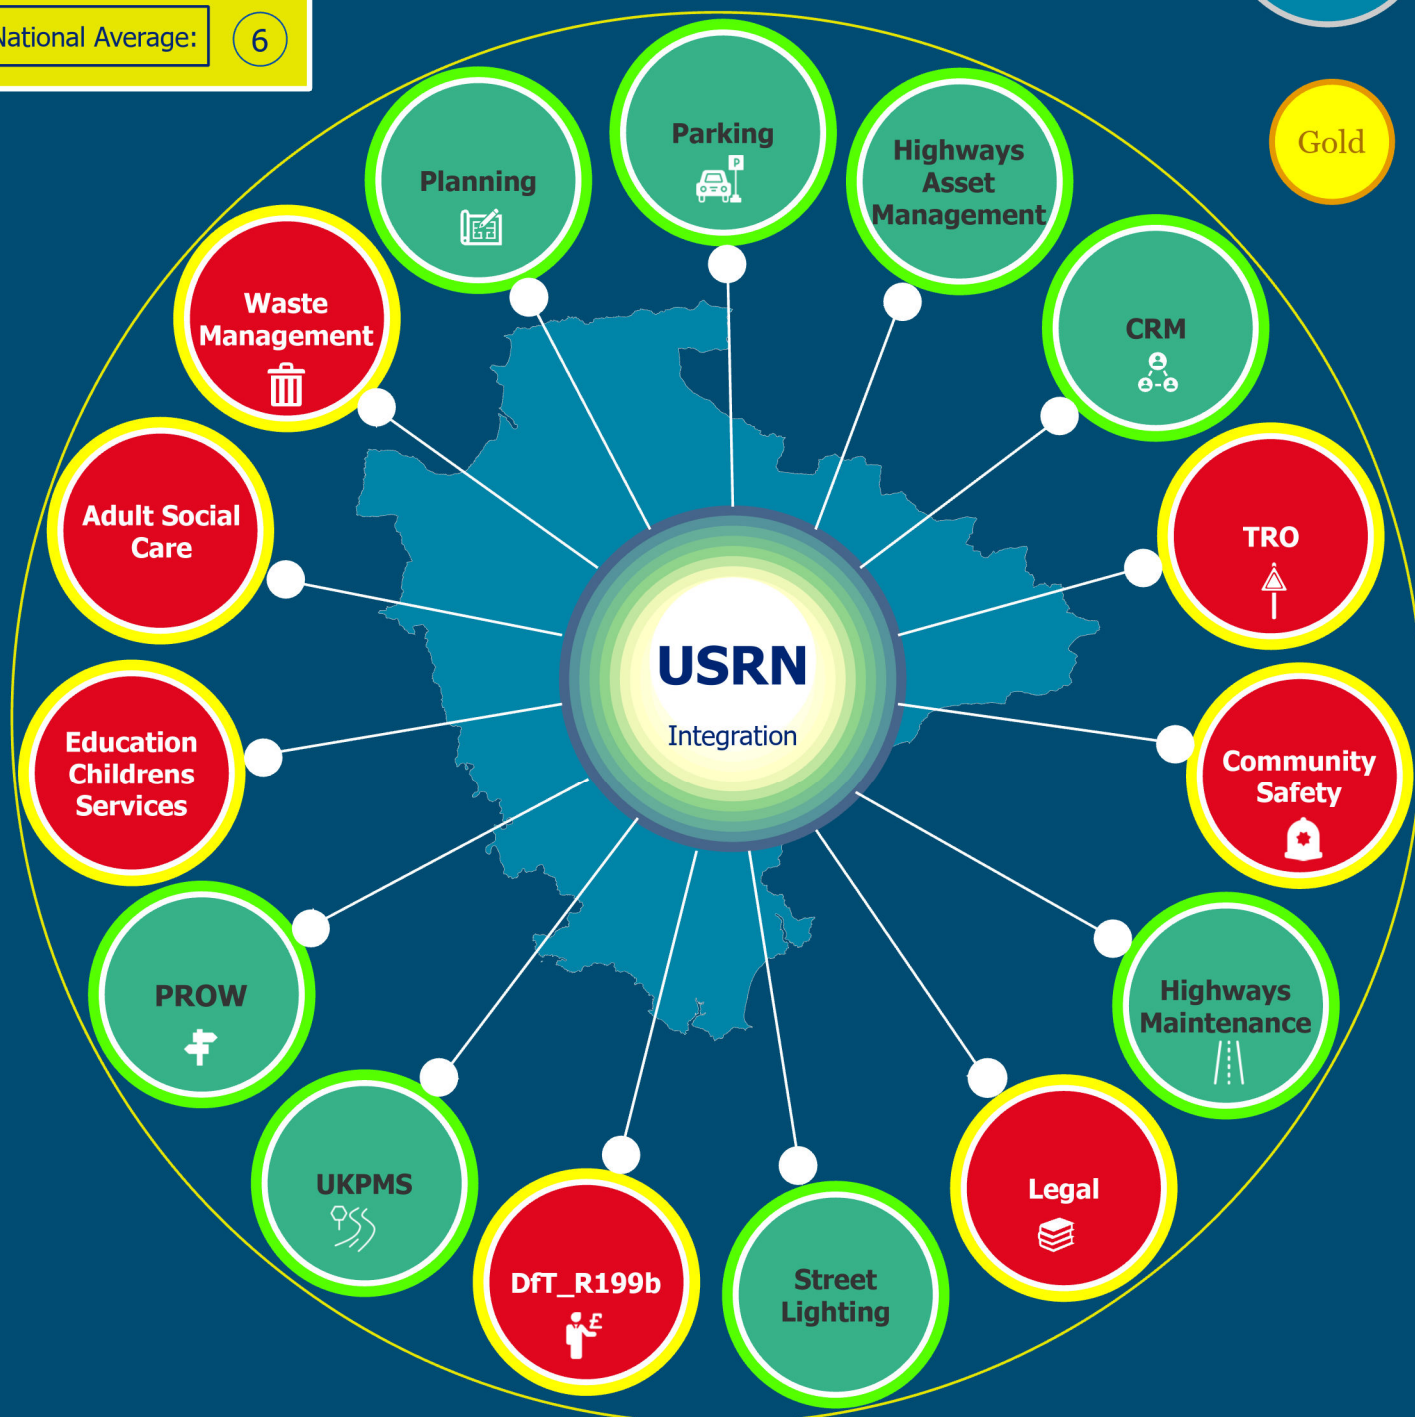 National Average:
6
Gold
Parking
Planning
Highways
Asset
Management
Waste
Management
CRM
Adult Social
Care
TRO
USRN
Integration
Education
Childrens
Services
Community
Safety
PROW
Highways
Maintenance
UKPMS
Legal
DfT_R199b
£
Street
Lighting
P